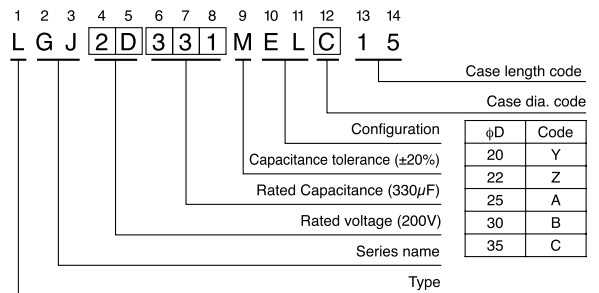 1 2 3 4 5 6 7 8 9 10 11 12 13 14
L G J 2 D 3 3 1 M E L C 1 5
Case length code
Case dia. code
Configuration
Capacitance tolerance (±20%)
Rated Capacitance (330µF)
Rated voltage (200V)
Series name
Type
ϕD Code
20 Y
22 Z
25 A
30 B
35 C